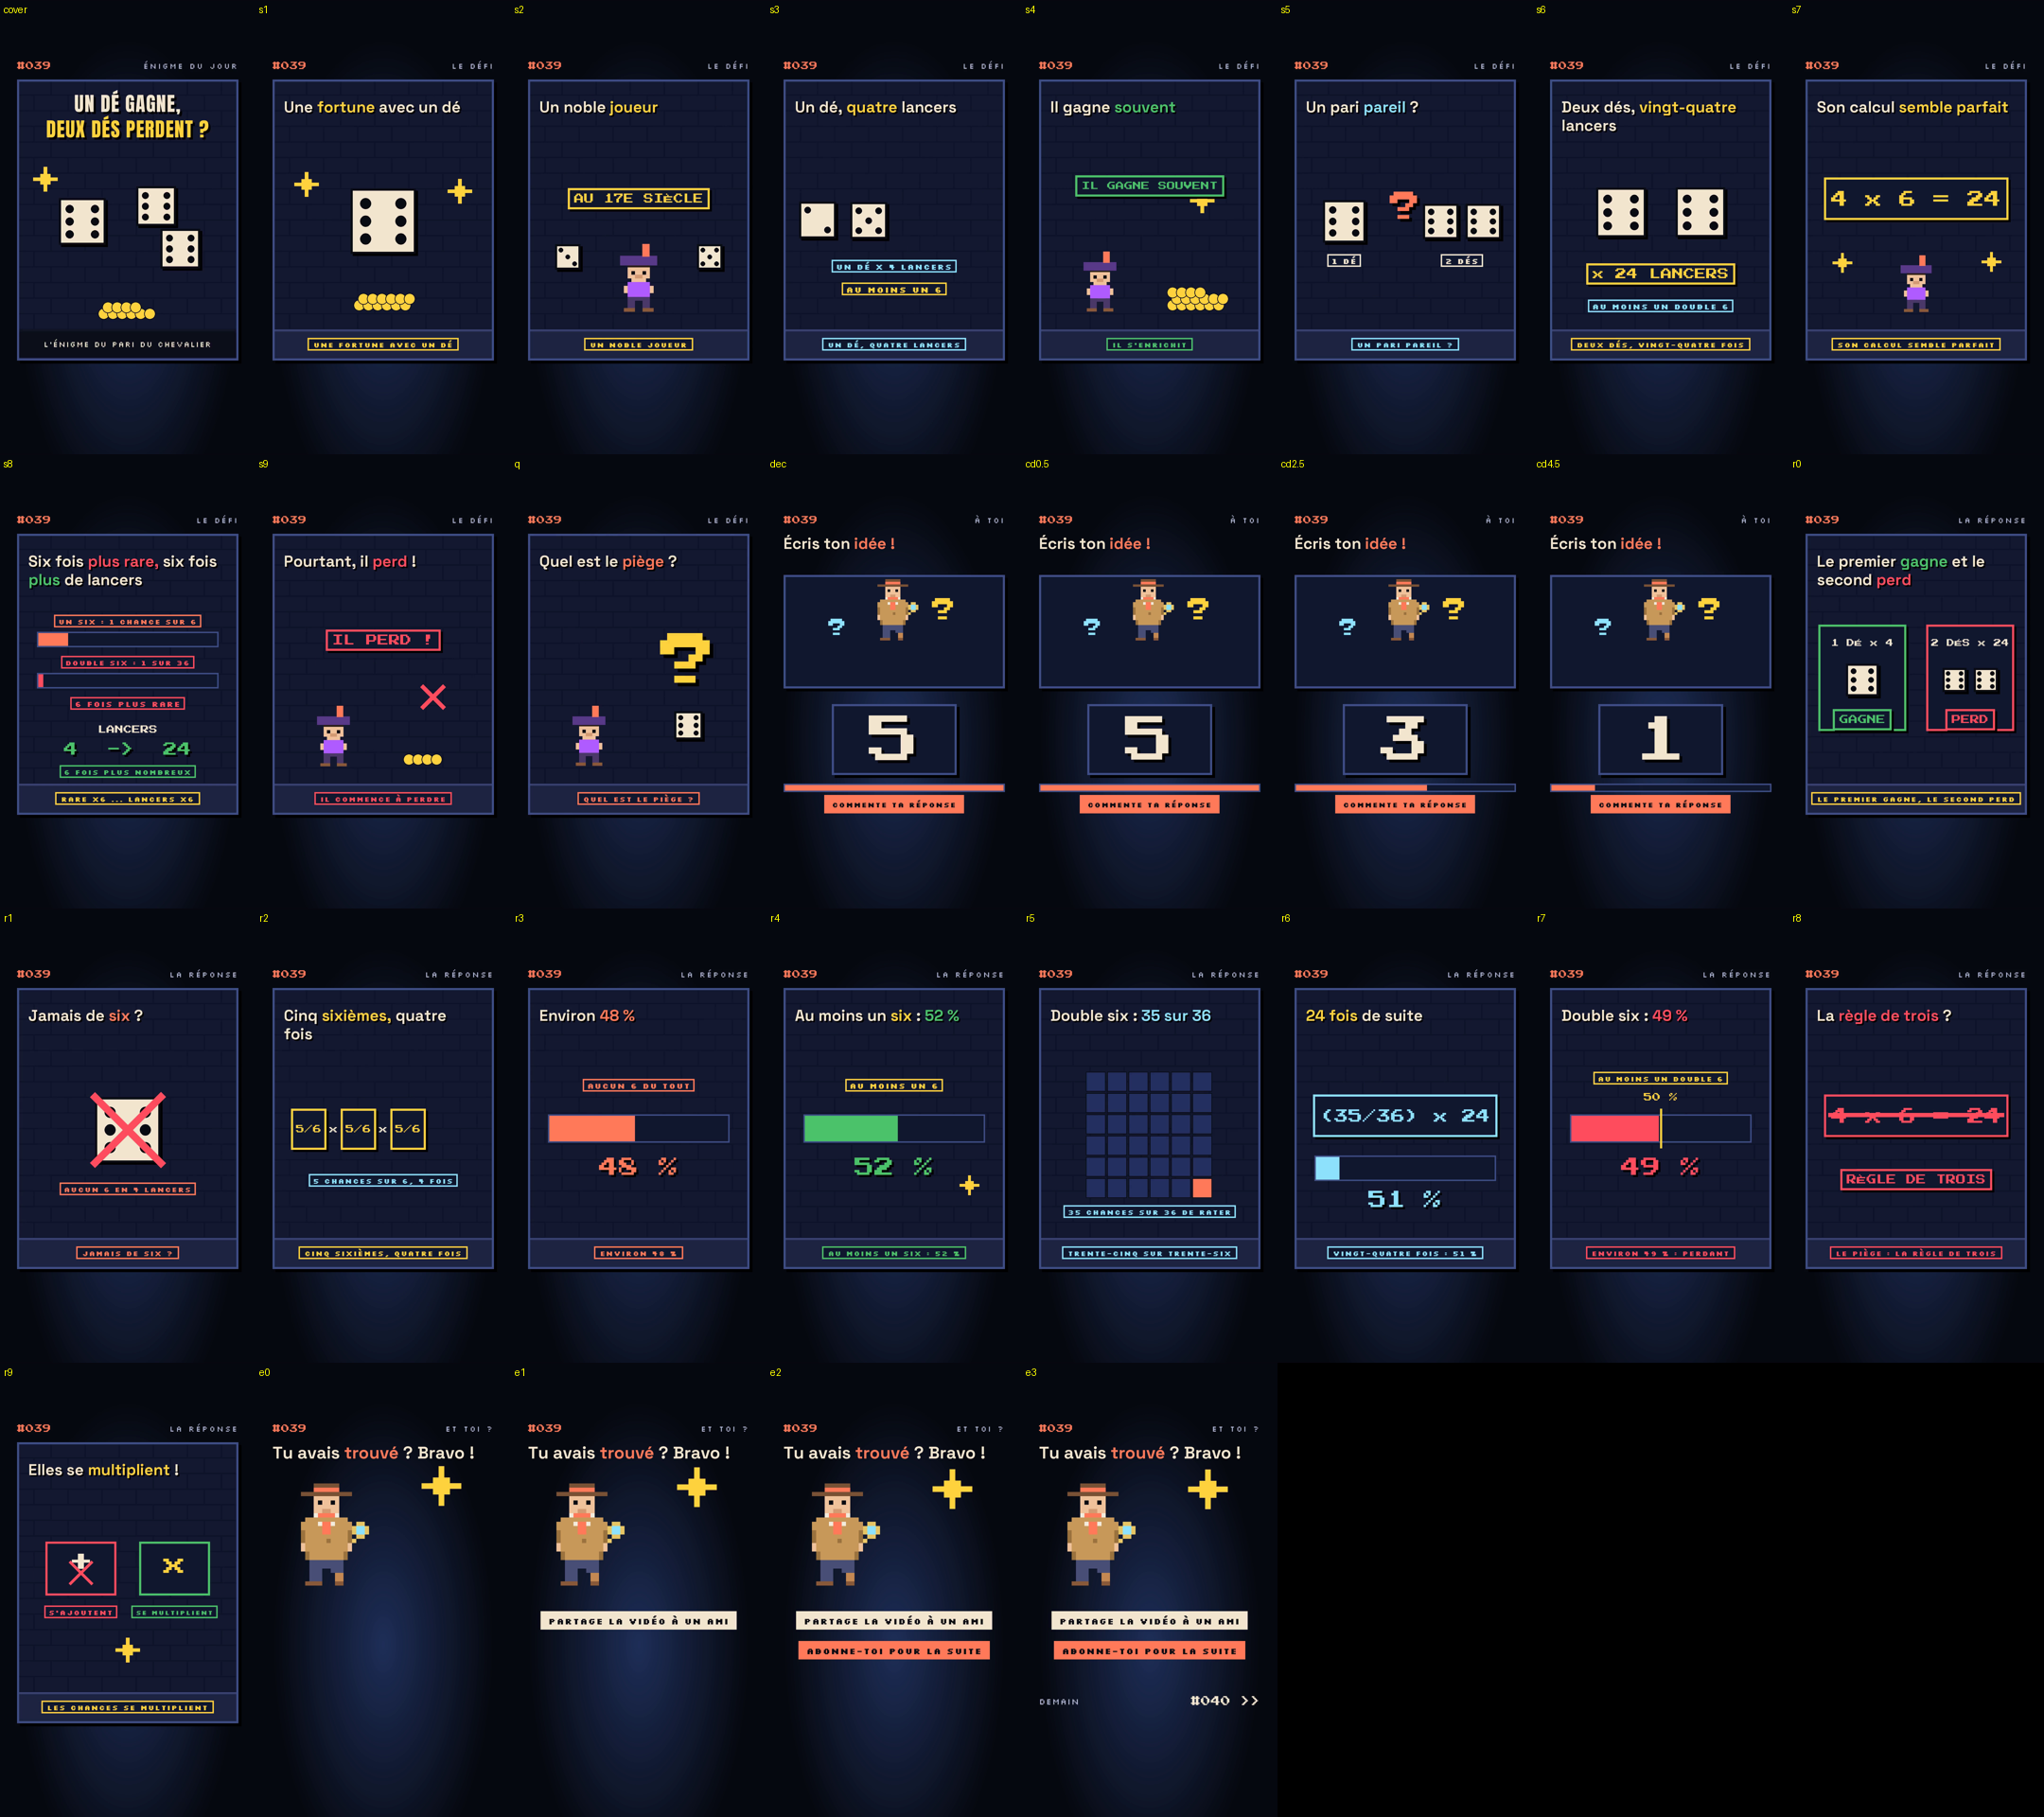 cover
#039
ÉNIGME DU JOUR
UN DÉ GAGNE,
DEUX DÉS PERDENT ?
L'ÉNIGME DU PARI DU CHEVALIER
s1
#039
LE DÉFI
Une fortune avec un dé
UNE FORTUNE AVEC UN DÉ
s2
#039
LE DÉFI
Un noble joueur
AU 17E SIÈCLE
UN NOBLE JOUEUR
s3
#039
LE DÉFI
Un dé, quatre lancers
UN DÉ X 4 LANCERS
AU MOINS UN 6
UN DÉ, QUATRE LANCERS
s4
#039
LE DÉFI
Il gagne souvent
IL GAGNE SOUVENT
IL S'ENRICHIT
s5
#039
LE DÉFI
Un pari pareil ?
?
1 DÉ
2 DÉS
UN PARI PAREIL ?
s6
#039
LE DÉFI
Deux dés, vingt-quatre
lancers
x 24 LANCERS
AU MOINS UN DOUBLE 6
DEUX DÉS, VINGT-QUATRE FOIS
s7
#039
LE DÉFI
Son calcul semble parfait
4 x 6 = 24
SON CALCUL SEMBLE PARFAIT
s8
#039
LE DÉFI
Six fois plus rare, six fois
plus de lancers
UN SIX : 1 CHANCE SUR 6
DOUBLE SIX : 1 SUR 36
6 FOIS PLUS RARE
LANCERS
4 -> 24
6 FOIS PLUS NOMBREUX
RARE X6 ... LANCERS X6
s9
#039
LE DÉFI
Pourtant, il perd !
IL PERD !
IL COMMENCE À PERDRE
q
#039
LE DÉFI
Quel est le piège ?
?
QUEL EST LE PIÈGE ?
dec
#039
À TOI
Écris ton idée !
? ?
5
COMMENTE TA RÉPONSE
cd0.5
#039
À TOI
Écris ton idée !
? ?
5
COMMENTE TA RÉPONSE
cd2.5
#039
À TOI
Écris ton idée !
? ?
3
COMMENTE TA RÉPONSE
cd4.5
#039
À TOI
Écris ton idée !
? ?
1
COMMENTE TA RÉPONSE
r0
#039
LA RÉPONSE
Le premier gagne et le
second perd
1 DÉ x 4
2 DÉS x 24
GAGNE
PERD
LE PREMIER GAGNE, LE SECOND PERD
r1
#039
LA RÉPONSE
Jamais de six ?
AUCUN 6 EN 4 LANCERS
JAMAIS DE SIX ?
r2
#039
LA RÉPONSE
Cinq sixièmes, quatre
fois
5/6 x 5/6 x 5/6
5 CHANCES SUR 6, 4 FOIS
CINQ SIXIÈMES, QUATRE FOIS
r3
#039
LA RÉPONSE
Environ 48 %
AUCUN 6 DU TOUT
48 %
ENVIRON 48 %
r4
#039
LA RÉPONSE
Au moins un six : 52 %
AU MOINS UN 6
52 %
AU MOINS UN SIX : 52 %
r5
#039
LA RÉPONSE
Double six : 35 sur 36
35 CHANCES SUR 36 DE RATER
TRENTE-CINQ SUR TRENTE-SIX
r6
#039
LA RÉPONSE
24 fois de suite
(35/36) x 24
51 %
VINGT-QUATRE FOIS : 51 %
r7
#039
LA RÉPONSE
Double six : 49 %
AU MOINS UN DOUBLE 6
50 %
49 %
ENVIRON 49 % : PERDANT
r8
#039
LA RÉPONSE
La règle de trois ?
4 x 6 = 24
RÈGLE DE TROIS
LE PIÈGE : LA RÈGLE DE TROIS
r9
#039
LA RÉPONSE
Elles se multiplient !
+
x
S'AJOUTENT
SE MULTIPLIENT
LES CHANCES SE MULTIPLIENT
e0
#039
ET TOI ?
Tu avais trouvé ? Bravo !
e1
#039
ET TOI ?
Tu avais trouvé ? Bravo !
PARTAGE LA VIDÉO À UN AMI
e2
#039
ET TOI ?
Tu avais trouvé ? Bravo !
PARTAGE LA VIDÉO À UN AMI
ABONNE-TOI POUR LA SUITE
e3
#039
ET TOI ?
Tu avais trouvé ? Bravo !
PARTAGE LA VIDÉO À UN AMI
ABONNE-TOI POUR LA SUITE
DEMAIN
#040 >>